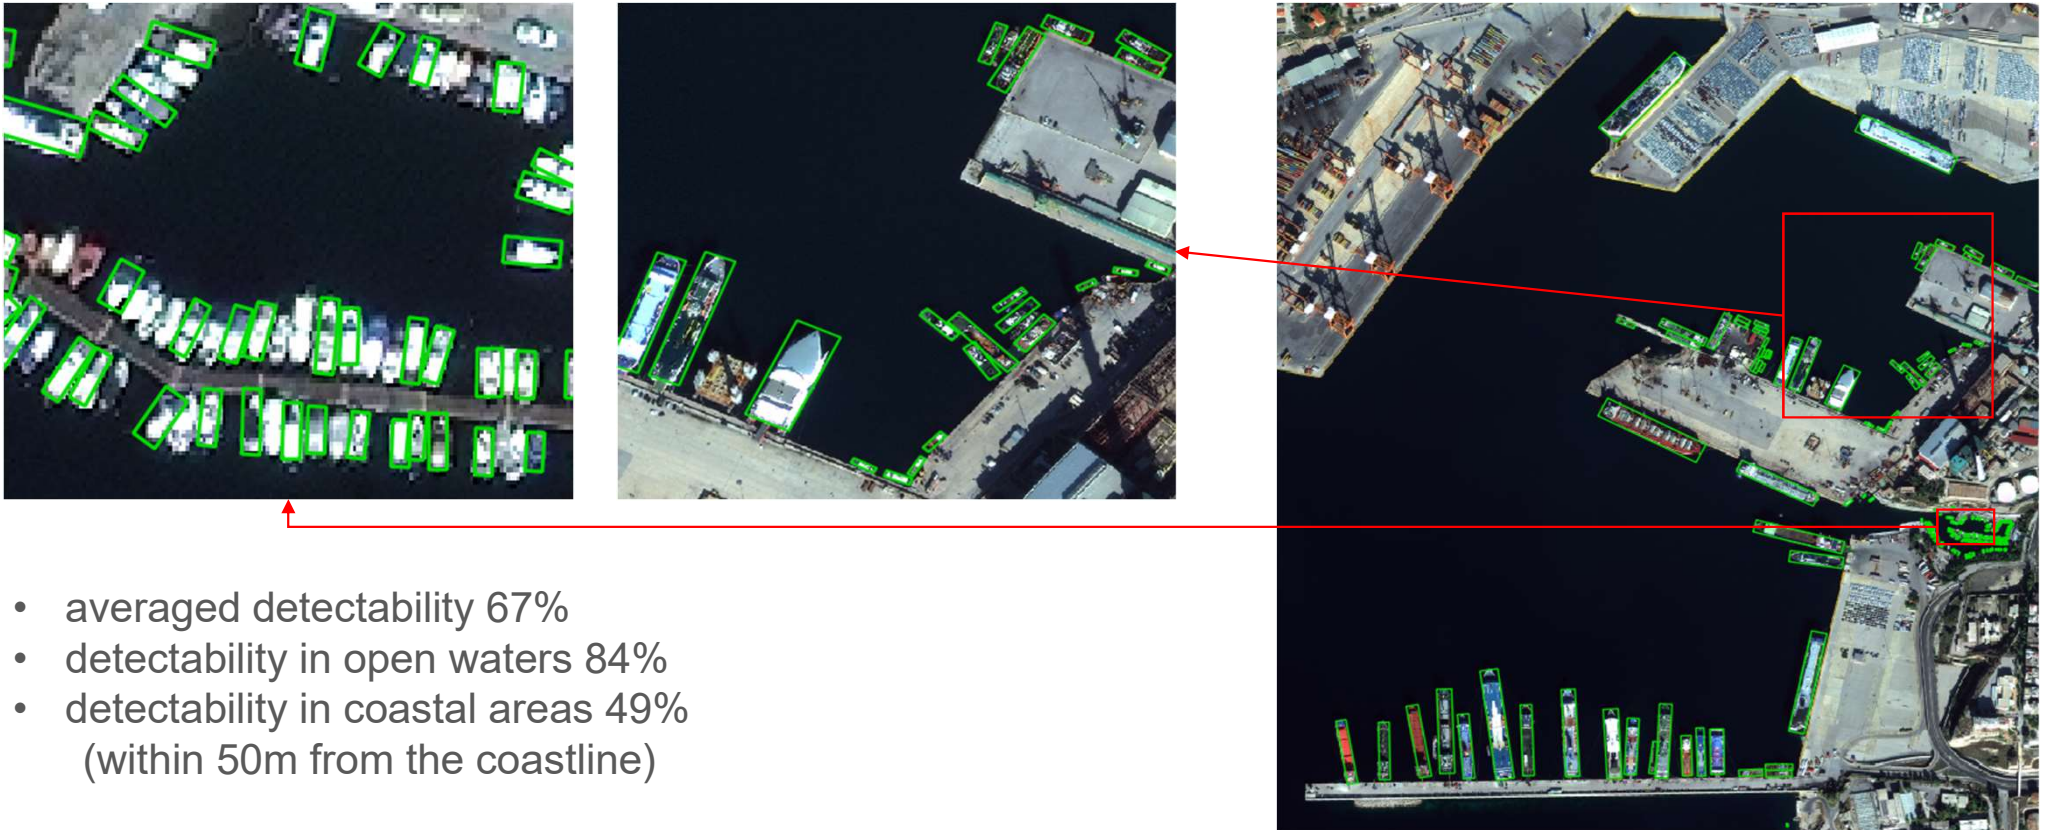 • averaged detectability 67%
• detectability in open waters 84%
• detectability in coastal areas 49%
(within 50m from the coastline)